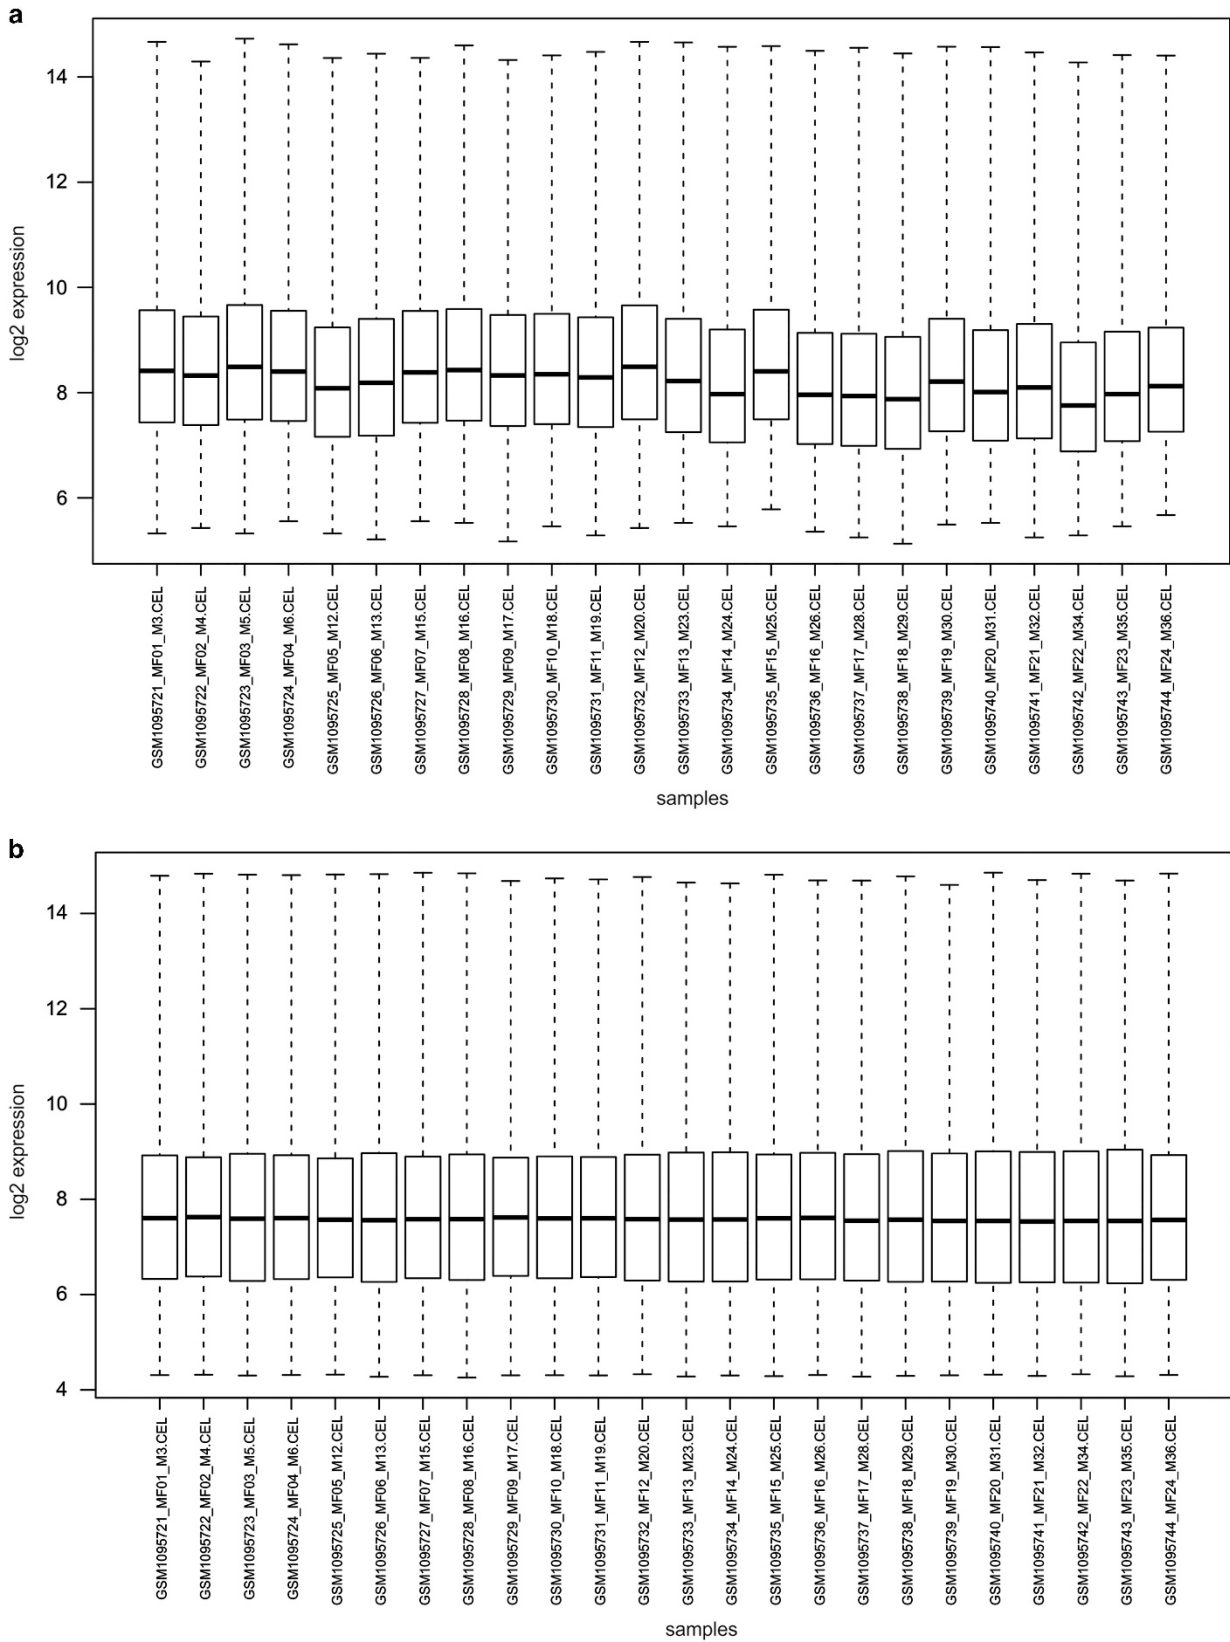 a
14
12
10
8
6
log2 expression
GSM1095721_MF01_M3.CEL
GSM1095722_MF02_M4.CEL
GSM1095723_MF03_M5.CEL
GSM1095724_MF04_M6.CEL
GSM1095725_MF05_M12.CEL
GSM1095726_MF06_M13.CEL
GSM1095727_MF07_M15.CEL
GSM1095728_MF08_M16.CEL
GSM1095729_MF09_M17.CEL
GSM1095730_MF10_M18.CEL
GSM1095731_MF11_M19.CEL
GSM1095732_MF12_M20.CEL
GSM1095733_MF13_M23.CEL
GSM1095734_MF14_M24.CEL
GSM1095735_MF15_M25.CEL
GSM1095736_MF16_M26.CEL
GSM1095737_MF17_M28.CEL
GSM1095738_MF18_M29.CEL
GSM1095739_MF19_M30.CEL
GSM1095740_MF20_M31.CEL
GSM1095741_MF21_M32.CEL
GSM1095742_MF22_M34.CEL
GSM1095743_MF23_M35.CEL
GSM1095744_MF24_M36.CEL
samples
b
14
12
10
8
6
4
log2 expression
GSM1095721_MF01_M3.CEL
GSM1095722_MF02_M4.CEL
GSM1095723_MF03_M5.CEL
GSM1095724_MF04_M6.CEL
GSM1095725_MF05_M12.CEL
GSM1095726_MF06_M13.CEL
GSM1095727_MF07_M15.CEL
GSM1095728_MF08_M16.CEL
GSM1095729_MF09_M17.CEL
GSM1095730_MF10_M18.CEL
GSM1095731_MF11_M19.CEL
GSM1095732_MF12_M20.CEL
GSM1095733_MF13_M23.CEL
GSM1095734_MF14_M24.CEL
GSM1095735_MF15_M25.CEL
GSM1095736_MF16_M26.CEL
GSM1095737_MF17_M28.CEL
GSM1095738_MF18_M29.CEL
GSM1095739_MF19_M30.CEL
GSM1095740_MF20_M31.CEL
GSM1095741_MF21_M32.CEL
GSM1095742_MF22_M34.CEL
GSM1095743_MF23_M35.CEL
GSM1095744_MF24_M36.CEL
samples